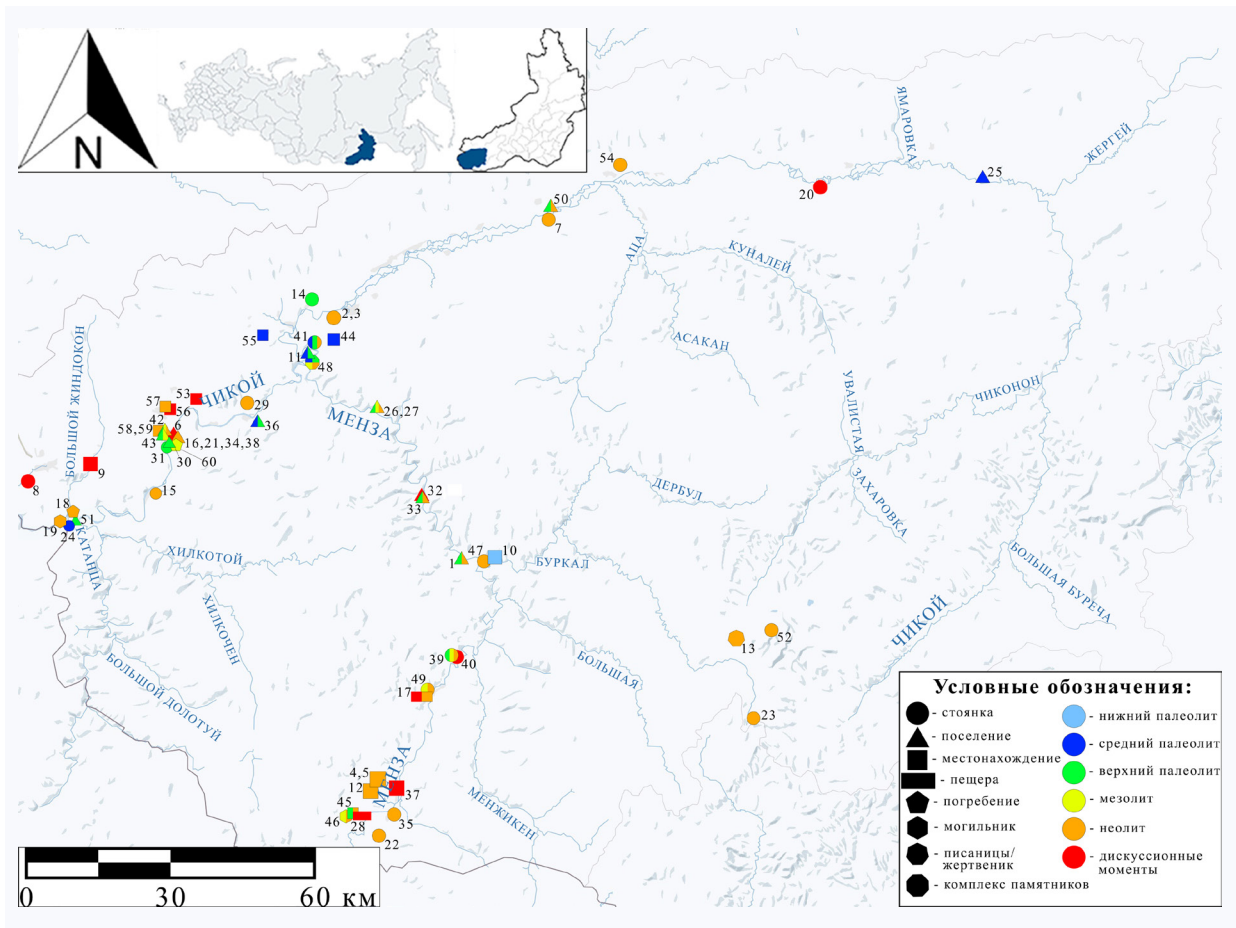 N
ЯМАРОВКА
ЖЕРГЕЙ
54
25
20
50
7
АЦА
КУНАЛЕЙ
14
2,3
АСАКАН
41
44
55
11
48
БОЛЬШОЙ ЖИНДОКОН
ЧИКОЙ
МЕНЗА
26,27
УВАЛИСТАЯ
ЧИКОНОН
53
57
56
29
36
42
6
58,59
43
16,21,34,38
31
30
60
9
8
15
32
33
ДЕРБУЛ
ЗАХАРОВКА
18
19
51
24
КАТАНЦА
ХИЛКОТОЙ
1
47
10
БУРКАЛ
БОЛЬШАЯ БУРЕЧА
ХИЛКОЧЕН
ЧИКОЙ
13
52
39
40
БОЛЬШАЯ
БОЛЬШОЙ ДОЛОТУЙ
49
17
23
МЕНЗА
4,5
12
37
45
46
28
35
22
МЕНЖИКЕН
0 30 60 км
Условные обозначения:
- стоянка
- поселение
- местонахождение
- пещера
- погребение
- могильник
- писаницы/
жертвеник
- комплекс памятников
- нижний палеолит
- средний палеолит
- верхний палеолит
- мезолит
- неолит
- дискуссионные
моменты